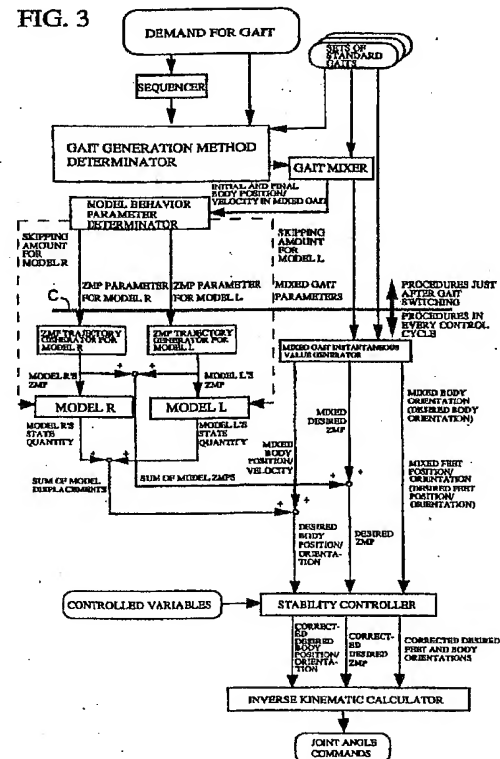 FIG. 3
DEMAND FOR GAIT
SETS OF
STANDARD
GAITS
SEQUENCER
GAIT GENERATION METHOD
DETERMINATOR
GAIT MIXER
INITIAL AND FINAL
BODY POSITION/
VELOCITY IN MIXED GAIT
MODEL BEHAVIOR
PARAMETER
DETERMINATOR
SKIPPING
AMOUNT
FOR
MODEL R
SKIPPING
AMOUNT
FOR
MODEL L
ZMP PARAMETER
FOR MODEL R
ZMP PARAMETER
FOR MODEL L
MIXED GAIT
PARAMETERS
C
PROCEDURES JUST
AFTER GAIT
SWITCHING
PROCEDURES
IN EVERY CONTROL
CYCLE
ZMP TRAJECTORY
GENERATOR FOR
MODEL R
ZMP TRAJECTORY
GENERATOR FOR
MODEL L
MIXED GAIT INSTANTANEOUS
VALUE GENERATOR
+ +
MODEL R'S
ZMP
MODEL L'S
ZMP
MODEL R
MODEL L
MODEL R'S
STATE
QUANTITY
MODEL L'S
STATE
QUANTITY
+ +
MIXED
BODY
POSITION/
VELOCITY
MIXED
DESIRED
ZMP
MIXED BODY
ORIENTATION
(DESIRED BODY
ORIENTATION)
SUM OF MODEL
DISPLACEMENTS
SUM OF MODEL ZMPS
MIXED FEET
POSITION/
ORIENTATION
(DESIRED FEET
POSITION/
ORIENTATION)
+ +
+ +
DESIRED
BODY
POSITION/
ORIENTA-
TION
DESIRED
ZMP
CONTROLLED VARIABLES
STABILITY CONTROLLER
CORRECT-
ED
DESIRED
BODY
POSITION/
ORIENTA-
TION
CORRECT-
ED
DESIRED
ZMP
CORRECTED DESIRED
FEET AND BODY
ORIENTATIONS
INVERSE KINEMATIC CALCULATOR
JOINT ANGLE
COMMANDS